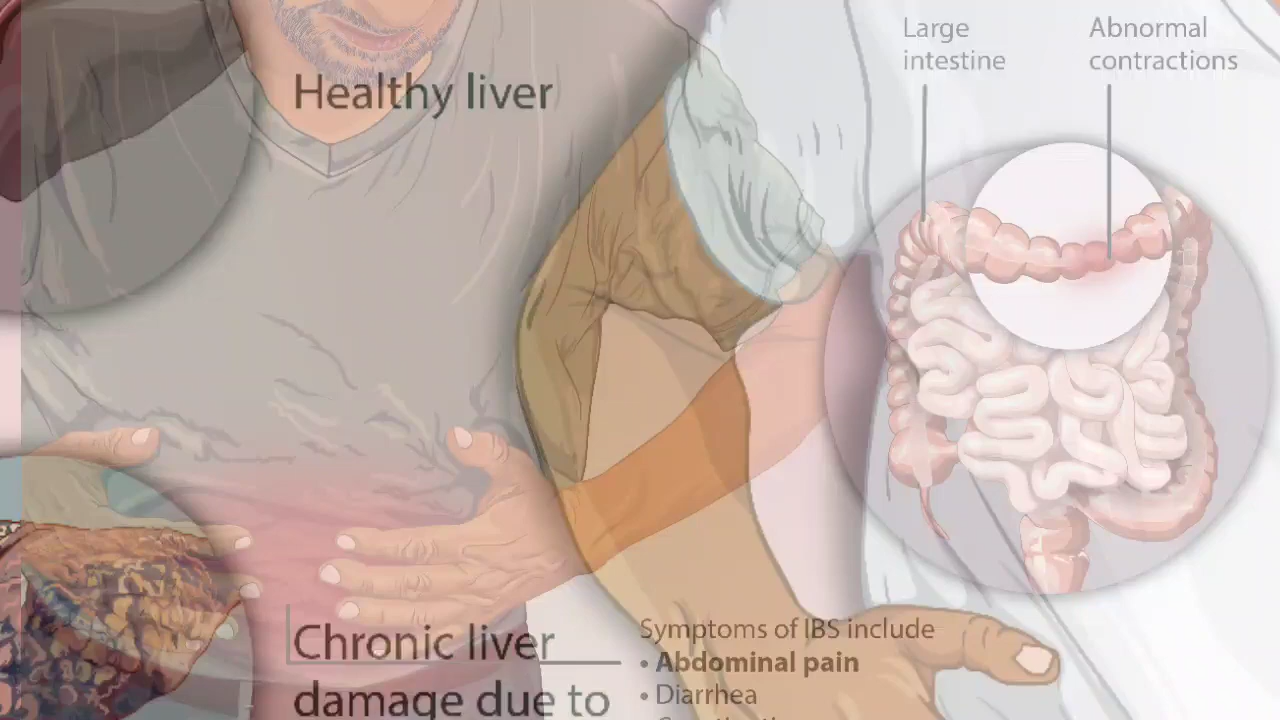 Large
intestine
Abnormal
contractions
Healthy liver
Symptoms of IBS include
• Abdominal pain
• Diarrhea
Chronic liver
damage due to